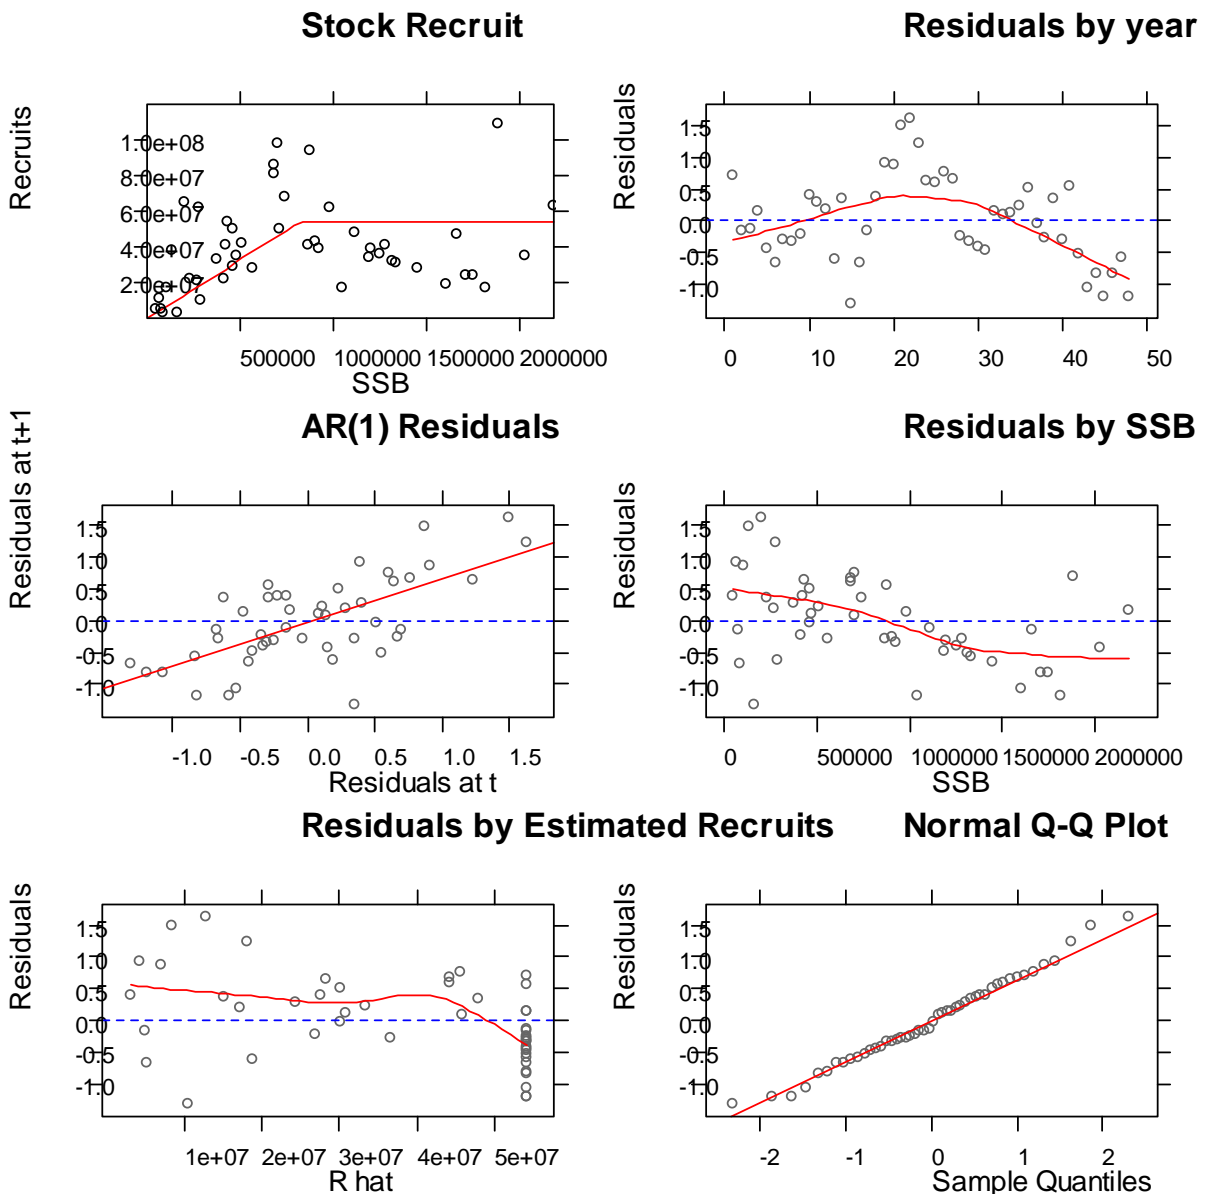 Stock Recruit
Recruits
1.0e+08
8.0e+07
6.0e+07
4.0e+07
2.0e+07
500000 1000000 1500000 2000000
SSB
Residuals by year
Residuals
1.5
1.0
0.5
0.0
-0.5
-1.0
0 10 20 30 40 50
AR(1) Residuals
Residuals at t+1
1.5
1.0
0.5
0.0
-0.5
-1.0
-1.0 -0.5 0.0 0.5 1.0 1.5
Residuals at t
Residuals by SSB
Residuals
1.5
1.0
0.5
0.0
-0.5
-1.0
0 500000 1000000 1500000 2000000
SSB
Residuals by Estimated Recruits
Residuals
1.5
1.0
0.5
0.0
-0.5
-1.0
1e+07 2e+07 3e+07 4e+07 5e+07
R hat
Normal Q-Q Plot
Residuals
1.5
1.0
0.5
0.0
-0.5
-1.0
-2 -1 0 1 2
Sample Quantiles